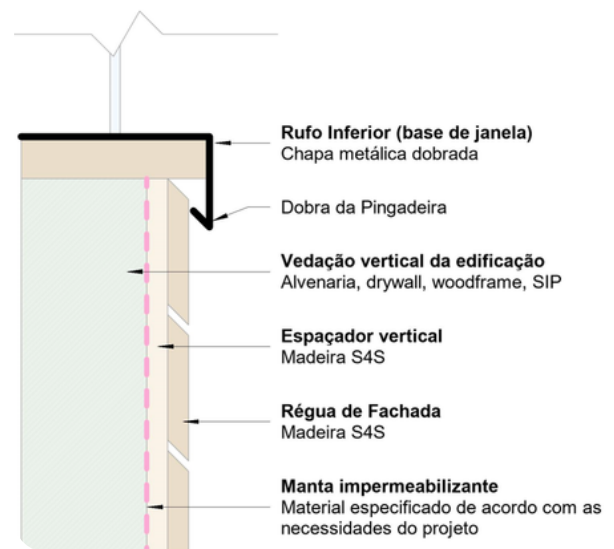 Rufo Inferior (base de janela)
Chapa metálica dobrada
Dobra da Pingadeira
Vedação vertical da edificação
Alvenaria, drywall, woodframe, SIP
Espaçador vertical
Madeira S4S
Régua de Fachada
Madeira S4S
Manta impermeabilizante
Material especificado de acordo com as
necessidades do projeto